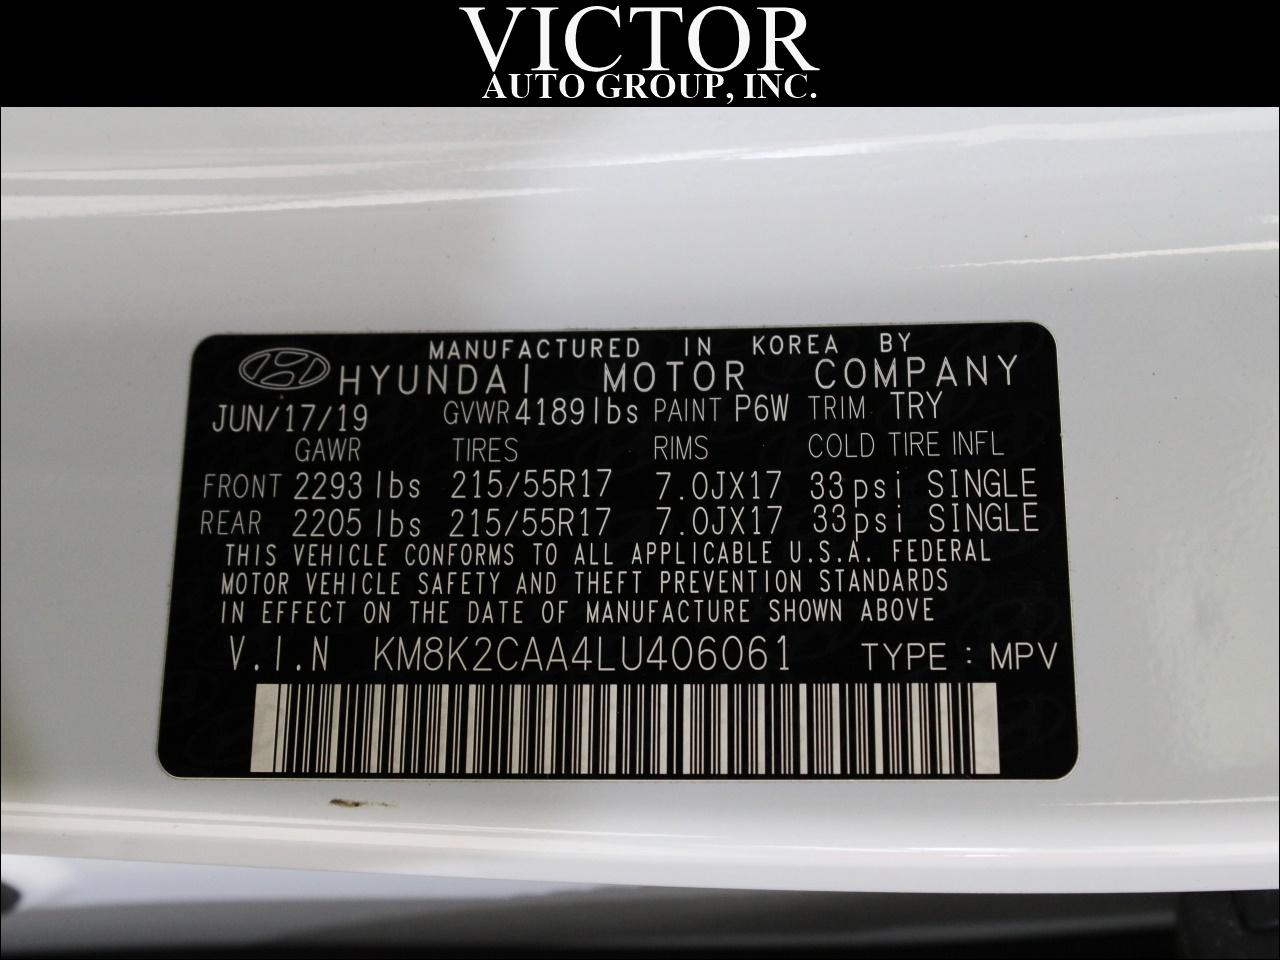 VICTOR
AUTO GROUP, INC.
MANUFACTURED IN KOREA BY
HYUNDAI MOTOR COMPANY
JUN/17/19 GVWR 4189lbs PAINT P6W TRIM TRY
GAWR TIRES RIMS COLD TIRE INFL
FRONT 2293 lbs 215/55R17 7.0JX17 33psi SINGLE
REAR 2205 lbs 215/55R17 7.0JX17 33psi SINGLE
THIS VEHICLE CONFORMS TO ALL APPLICABLE U.S.A. FEDERAL
MOTOR VEHICLE SAFETY AND THEFT PREVENTION STANDARDS
IN EFFECT ON THE DATE OF MANUFACTURE SHOWN ABOVE
V.I.N KM8K2CAA4LU406061 TYPE : MPV